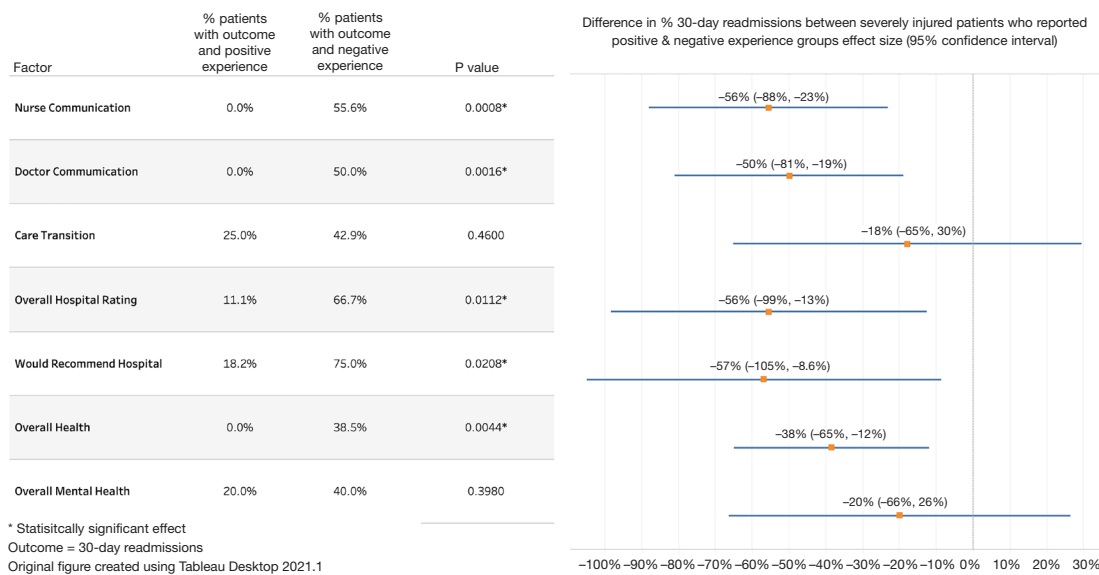 Difference in % 30-day readmissions between severely injured patients who reported
positive & negative experience groups effect size (95% confidence interval)
Factor
% patients
with outcome
and positive
experience
% patients
with outcome
and negative
experience
P value
Nurse Communication 0.0% 55.6% 0.0008* –56% (–88%, –23%)
Doctor Commumication 0.0% 50.0% 0.0016* –50% (–81%, –19%)
Care Transition 25.0% 42.9% 0.4600 –18% (–65%, 30%)
Overall Hospital Rating 11.1% 66.7% 0.0112* –56% (–99%, –13%)
Would Recommend Hospital 18.2% 75.0% 0.0208* –57% (–105%, –8.6%)
Overall Health 0.0% 38.5% 0.0044* –38% (–65%, –12%)
Overall Mental Health 20.0% 40.0% 0.3980 –20% (–66%, 26%)
* Statisitcally significant effect
Outcome = 30-day readmissions
Original figure created using Tableau Desktop 2021.1
–100% –90% –80% –70% –60% –50% –40% –30% –20% –10% 0% 10% 20% 30%